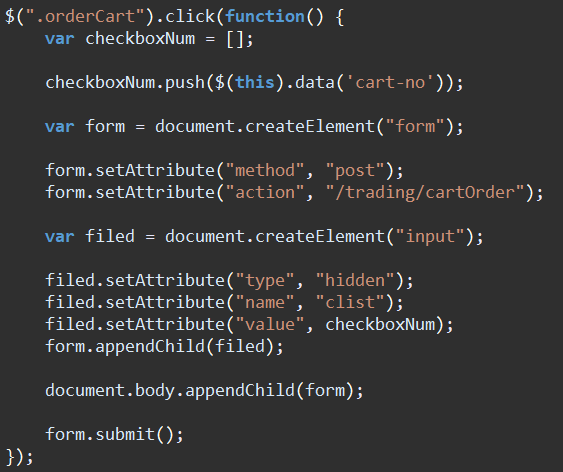 $(".orderCart").click(function() {
    var checkboxNum = [];
    checkboxNum.push($(this).data('cart-no'));
    var form = document.createElement("form");
    form.setAttribute("method", "post");
    form.setAttribute("action", "/trading/cartOrder");
    var filed = document.createElement("input");
    filed.setAttribute("type", "hidden");
    filed.setAttribute("name", "clist");
    filed.setAttribute("value", checkboxNum);
    form.appendChild(filed);
    document.body.appendChild(form);
    form.submit();
});